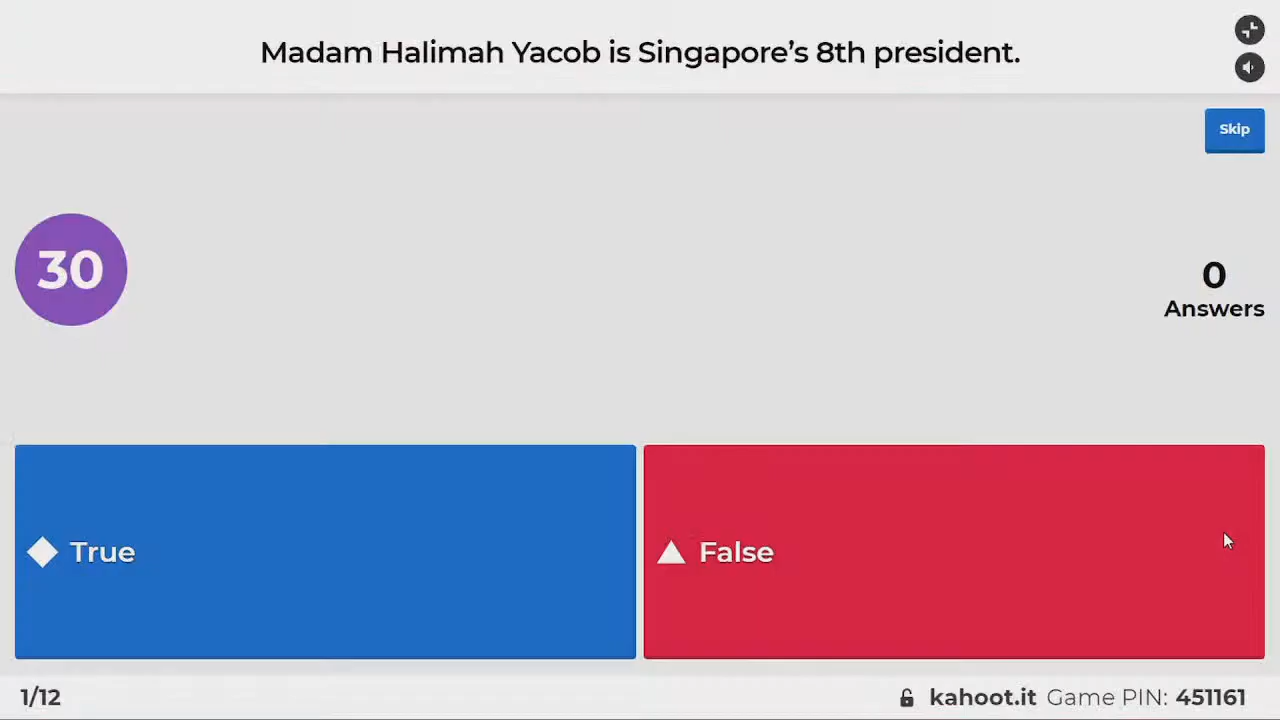 Madam Halimah Yacob is Singapore’s 8th president.
Skip
30
0
Answers
True
False
1/12
kahoot.it Game PIN: 451161